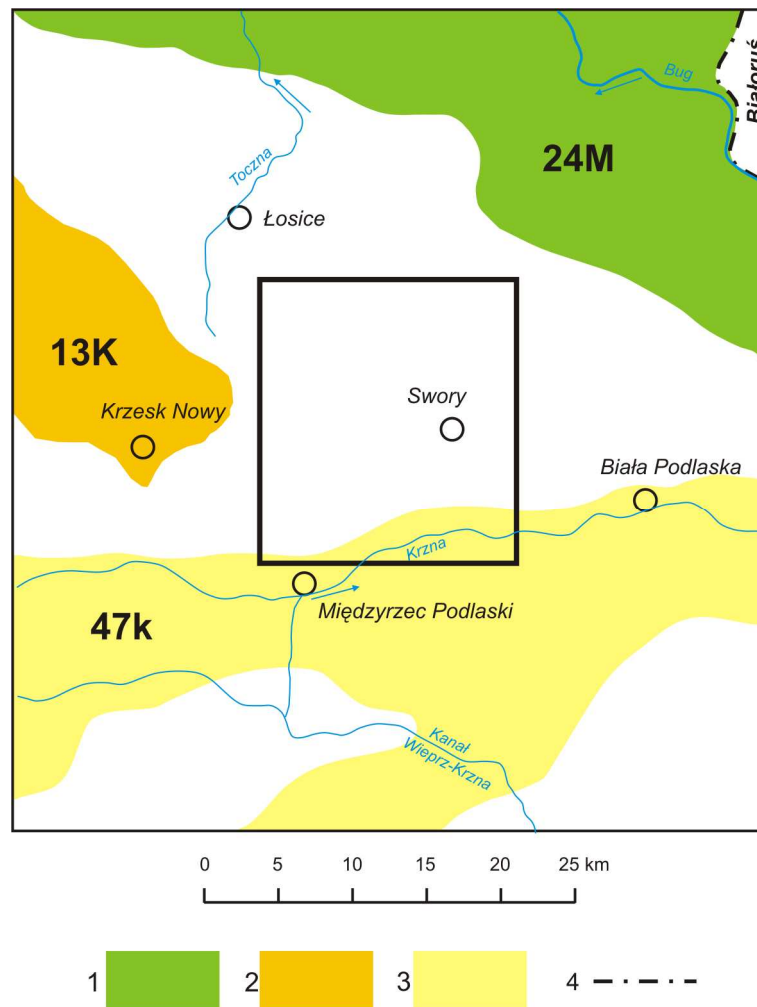 Białoruś
Bug
24M
Toczna
Łosice
13K
Krzesk Nowy
Swory
Biała Podlaska
Krzna
Międzyrzec Podlaski
47k
Kanał
Wieprz-Krzna
0 5 10 15 20 25 km
1 2 3 4